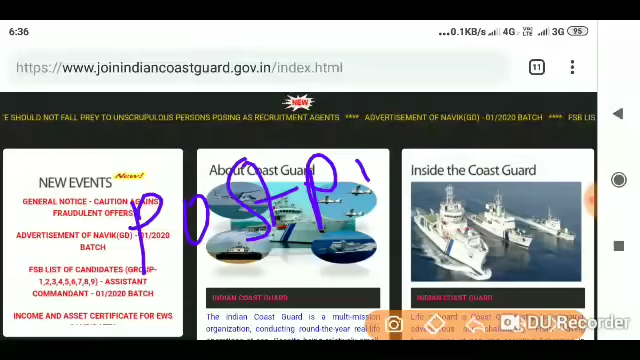 6:36
...0.1KB/s 4G VoLTE 3G 95
https://www.joinindiancoastguard.gov.in/index.html
11
NEW
E SHOULD NOT FALL PREY TO UNSCRUPULOUS PERSONS POSING AS RECRUITMENT AGENTS **** ADVERTISEMENT OF NAVIK(GD) - 01/2020 BATCH **** FSB LIS
NEW EVENTS New!
GENERAL NOTICE - CAUTION AGAINS
FRAUDULENT OFFERS
ADVERTISEMENT OF NAVIK(GD) - 01/2020
BATCH
FSB LIST OF CANDIDATES (GROUP-
1,2,3,4,5,6,7,8,9) - ASSISTANT
COMMANDANT - 01/2020 BATCH
INCOME AND ASSET CERTIFICATE FOR EWS
About Coast Guard
INDIAN COAST GUARD
The Indian Coast Guard is a multi-mission
organization, conducting round-the-year real life
Inside the Coast Guard
INDIAN COAST GUARD
Life
POSTP
DU Recorder